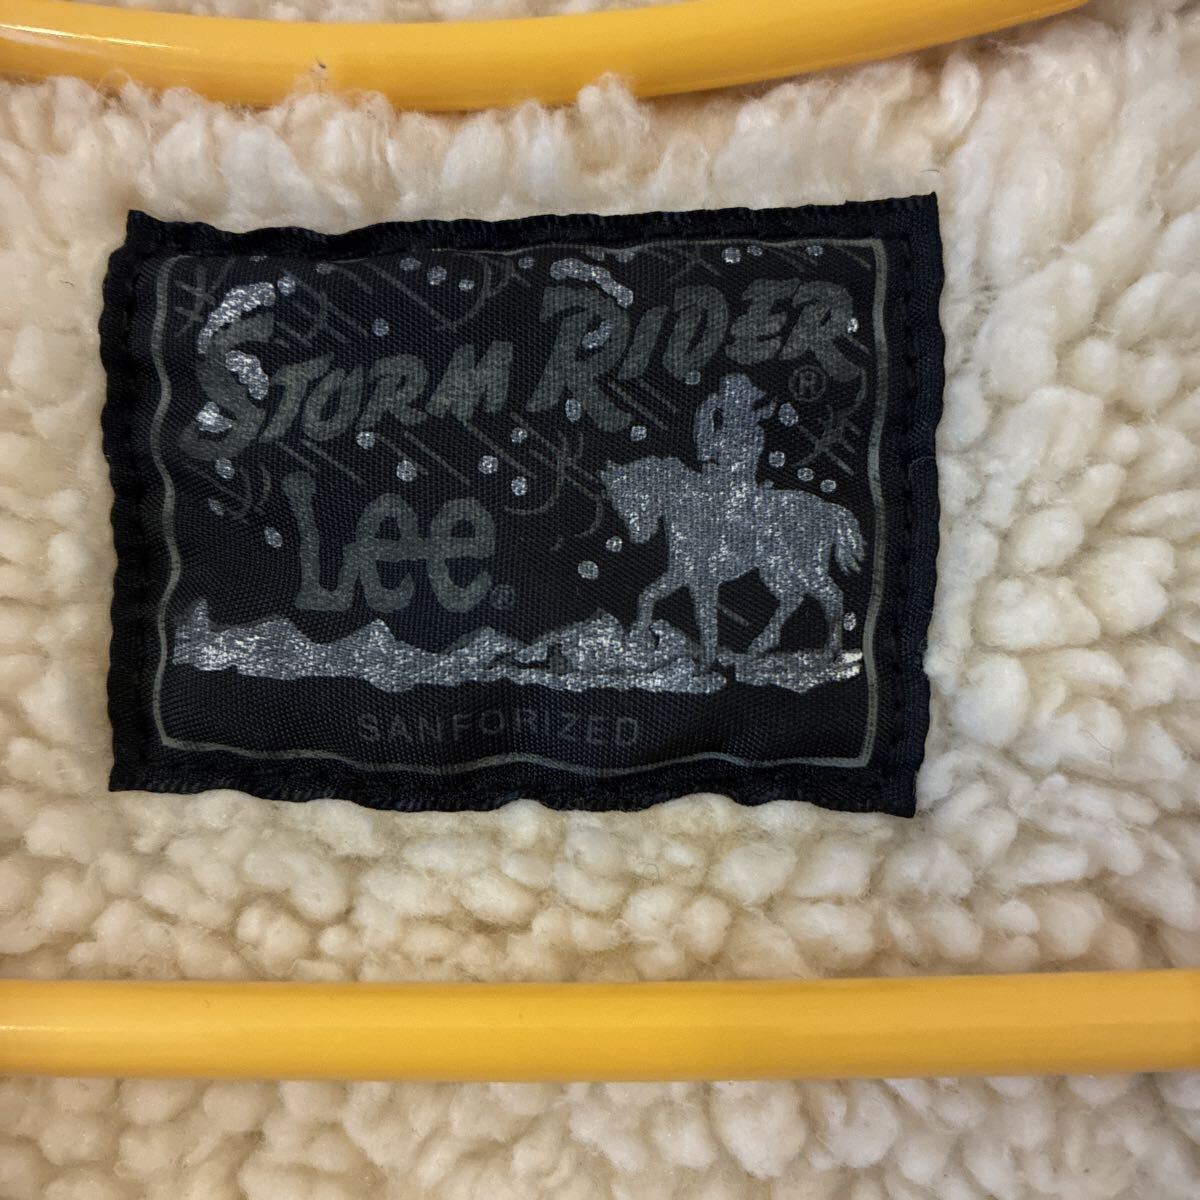 STORM RIDER ®
Lee ®
SANFORIZED